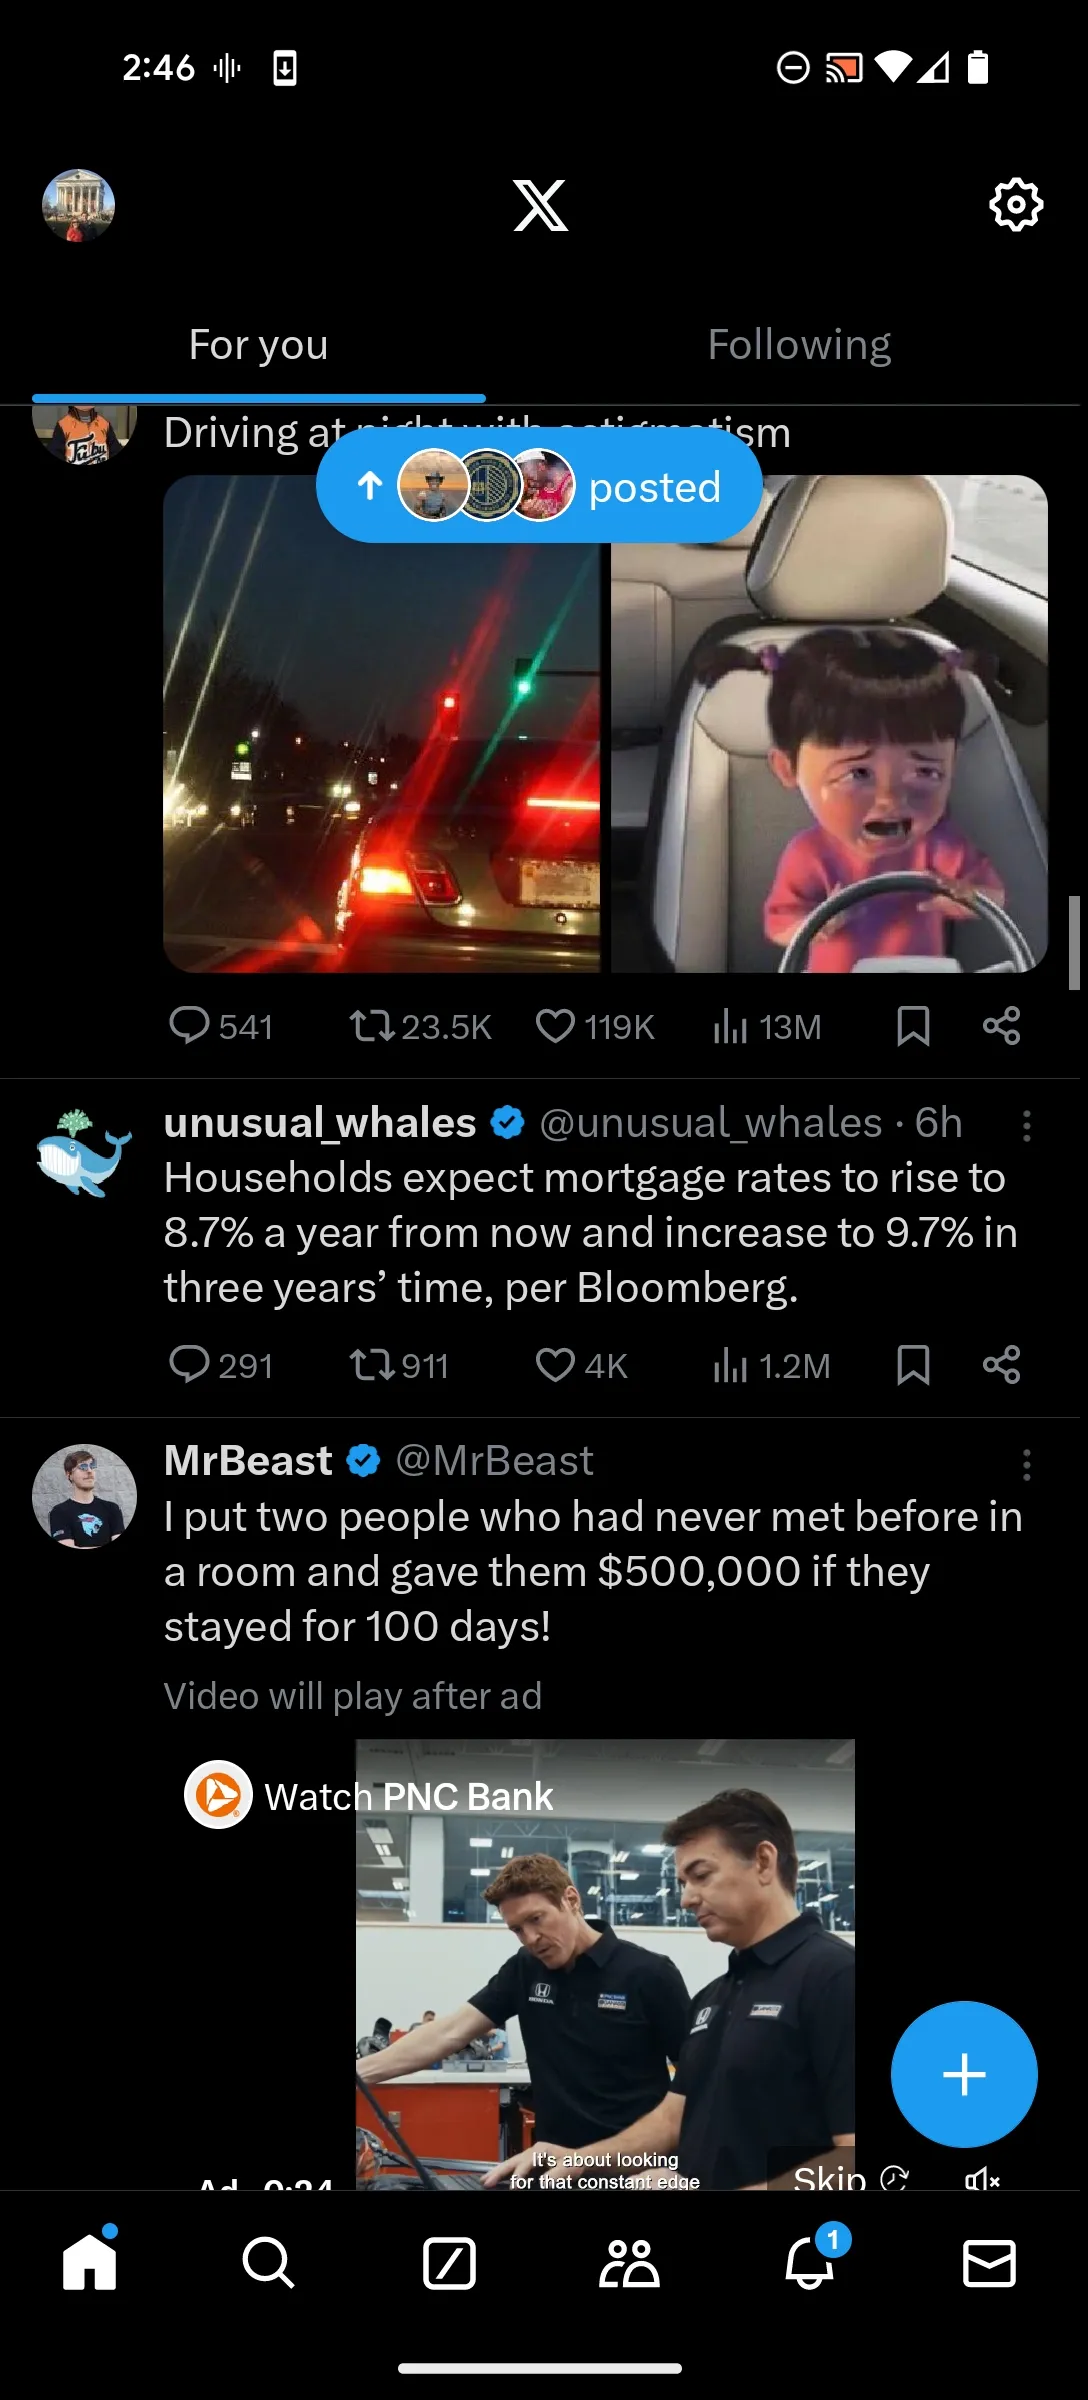 2:46
For you
Following
Driving at night with astigmatism
posted
541
23.5K
119K
13M
unusual_whales @unusual_whales · 6h
Households expect mortgage rates to rise to
8.7% a year from now and increase to 9.7% in
three years’ time, per Bloomberg.
291
911
4K
1.2M
MrBeast @MrBeast
I put two people who had never met before in
a room and gave them $500,000 if they
stayed for 100 days!
Video will play after ad
Watch PNC Bank
HONDA
It's about looking
for that constant edge
Ad 0:24
Skip
1